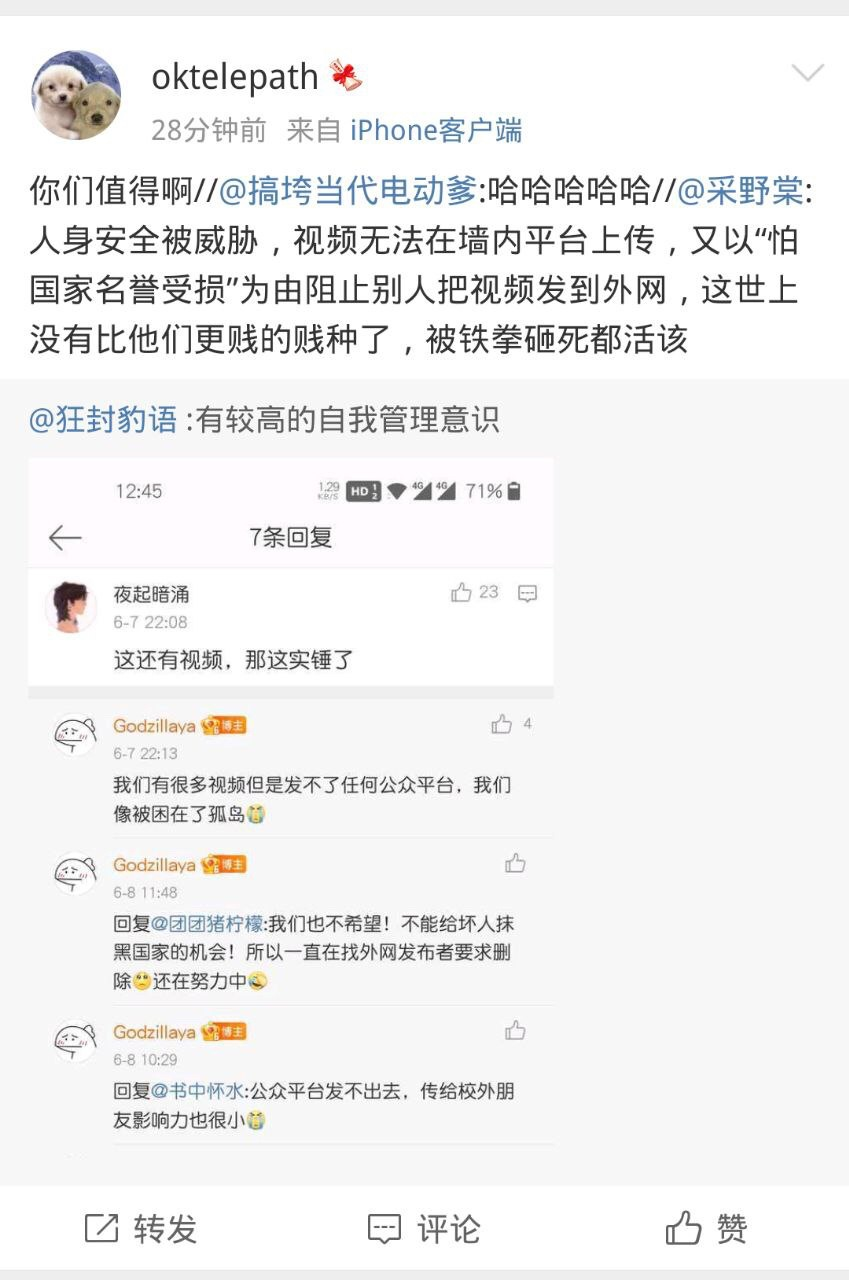 oktelepath
28分钟前 来自 iPhone客户端
你们值得啊//@搞垮当代电动爹:哈哈哈哈哈//@采野棠:
人身安全被威胁，视频无法在墙内平台上传，又以“怕
国家名誉受损”为由阻止别人把视频发到外网，这世上
没有比他们更贱的贱种了，被铁拳砸死都活该
@狂封豹语:有较高的自我管理意识
12:45 1.29 KB/S HD 1 2 4G 4G 71%
7条回复
夜起暗涌 23
6-7 22:08
这还有视频，那这实锤了
Godzillaya 博主 4
6-7 22:13
我们有很多视频但是发不了任何公众平台，我们
像被困在了孤岛
Godzillaya 博主
6-8 11:48
回复@团团猪柠檬:我们也不希望！不能给坏人抹
黑国家的机会！所以一直在找外网发布者要求删
除还在努力中
Godzillaya 博主
6-8 10:29
回复@书中怀水:公众平台发不出去，传给校外朋
友影响力也很小
转发 评论 赞